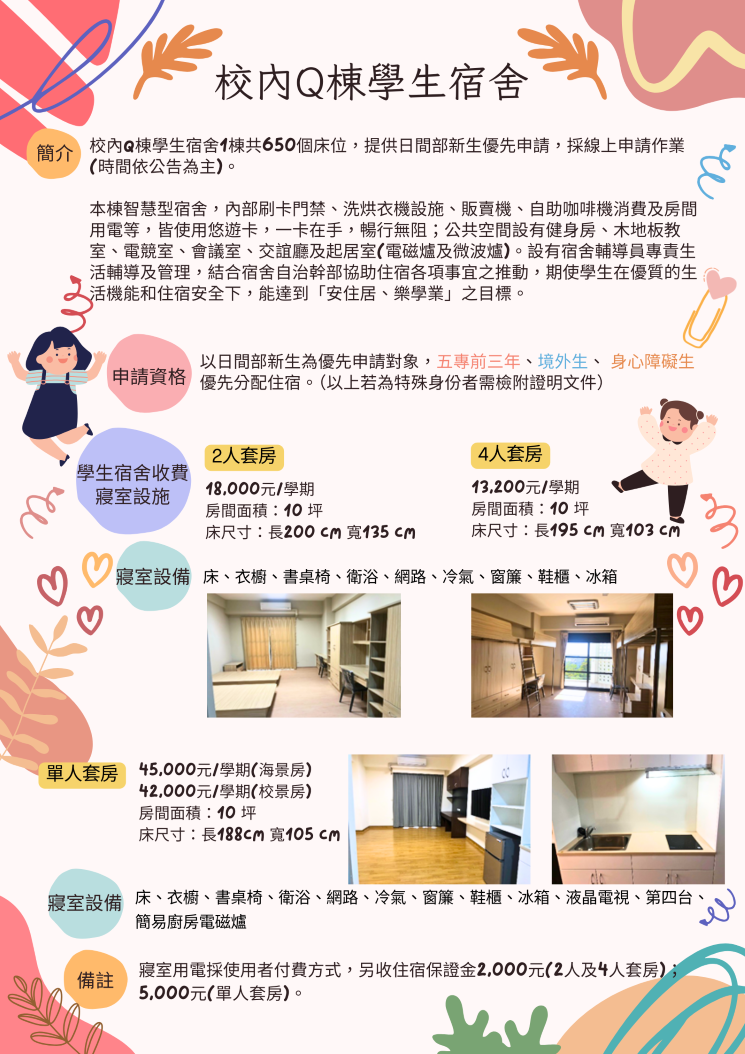 校內Q棟學生宿舍
簡介
校內Q棟學生宿舍1棟共650個床位，提供日間部新生優先申請，採線上申請作業
(時間依公告為主)。
本棟智慧型宿舍，內部刷卡門禁、洗烘衣機設施、販賣機、自助咖啡機消費及房間
用電等，皆使用悠遊卡，一卡在手，暢行無阻；公共空間設有健身房、木地板教
室、電競室、會議室、交誼廳及起居室(電磁爐及微波爐)。設有宿舍輔導員專責生
活輔導及管理，結合宿舍自治幹部協助住宿各項事宜之推動，期使學生在優質的生
活機能和住宿安全下，能達到「安住居、樂學業」之目標。
申請資格
以日間部新生為優先申請對象，五專前三年、境外生、 身心障礙生
優先分配住宿。（以上若為特殊身份者需檢附證明文件）
學生宿舍收費
寢室設施
2人套房
18,000元/學期
房間面積：10 坪
床尺寸：長200 cm 寬135 cm
4人套房
13,200元/學期
房間面積：10 坪
床尺寸：長195 cm 寬103 cm
寢室設備
床、衣櫥、書桌椅、衛浴、網路、冷氣、窗簾、鞋櫃、冰箱
單人套房
45,000元/學期(海景房)
42,000元/學期(校景房)
房間面積：10 坪
床尺寸：長188cm 寬105 cm
寢室設備
床、衣櫥、書桌椅、衛浴、網路、冷氣、窗簾、鞋櫃、冰箱、液晶電視、第四台、
簡易廚房電磁爐
備註
寢室用電採使用者付費方式，另收住宿保證金2,000元(2人及4人套房)；
5,000元(單人套房)。